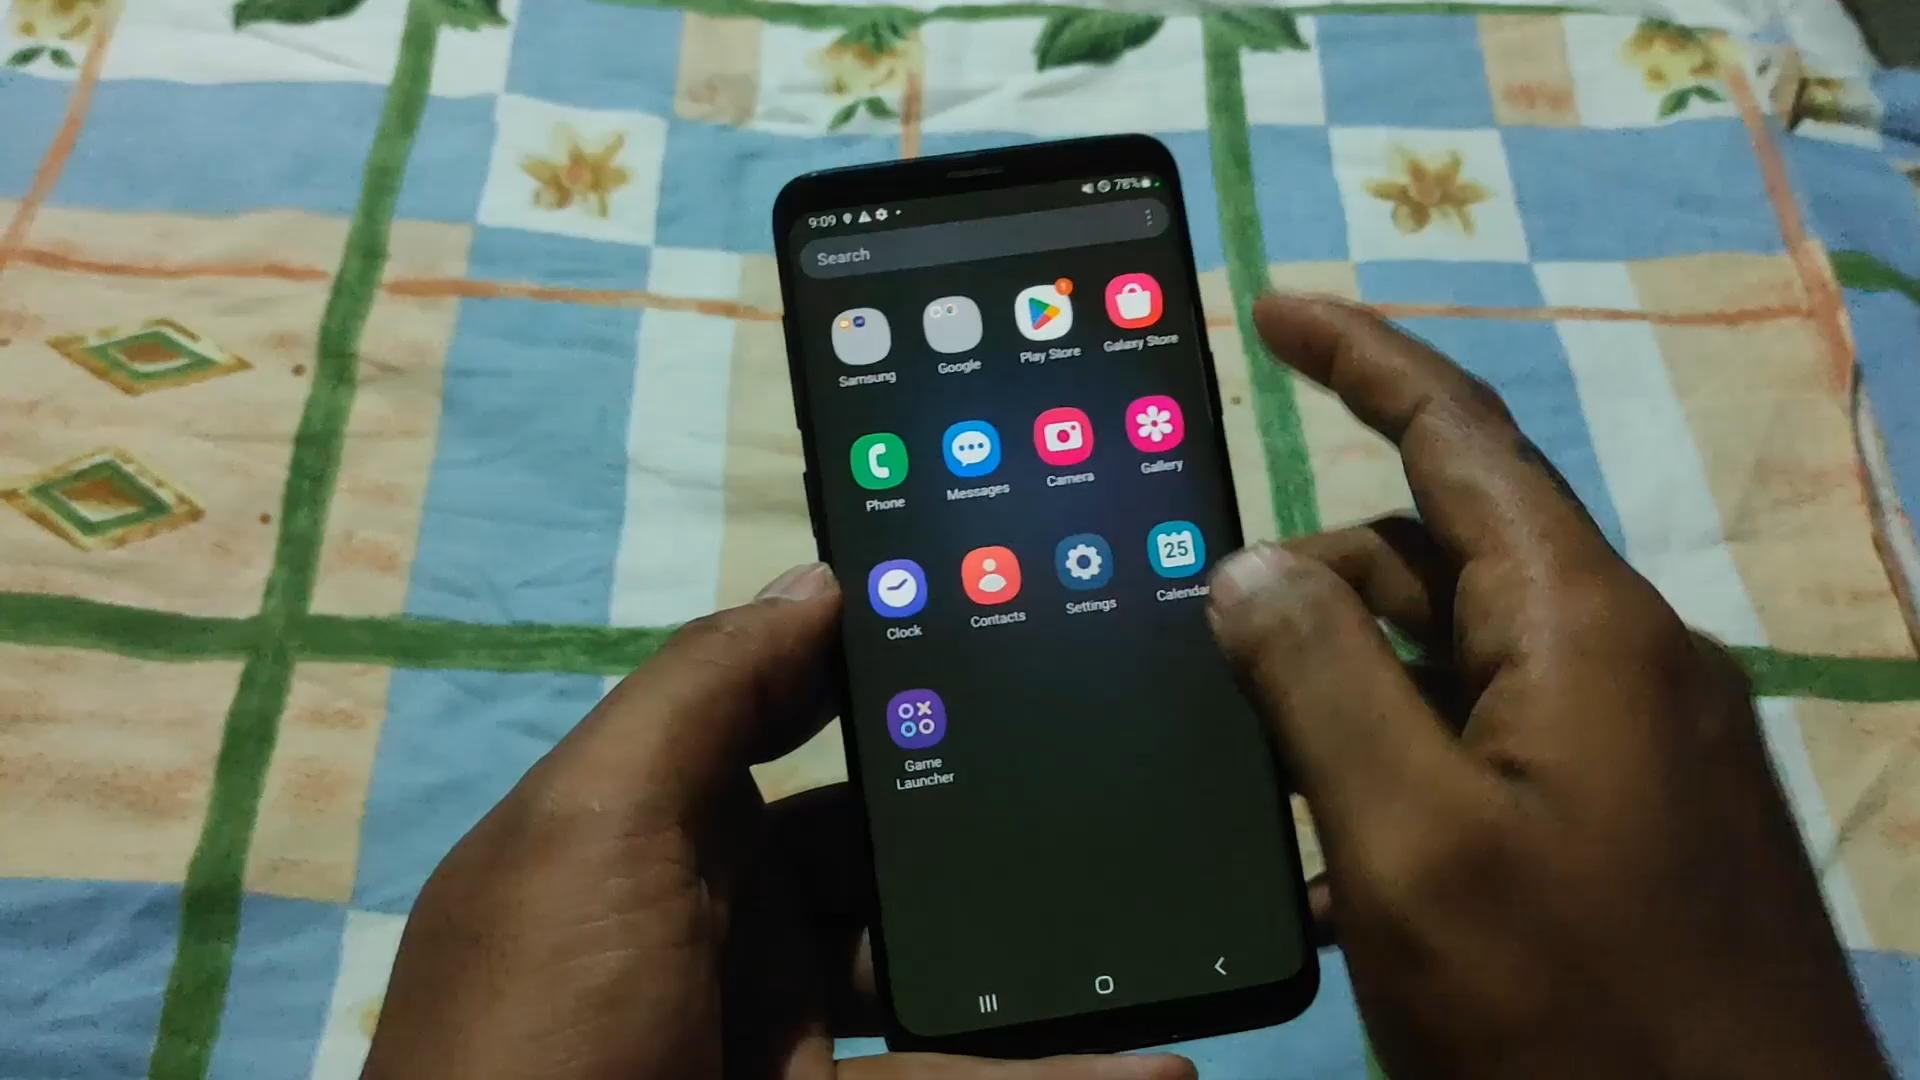 9:09
78%
Search
Samsung
Google
1
Play Store
Galaxy Store
Phone
Messages
Camera
Gallery
Clock
Contacts
Settings
25
Calendar
Game
Launcher